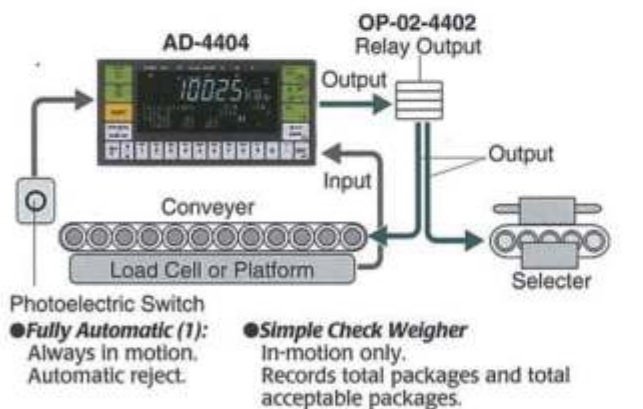 OP-02-4402
AD-4404
Relay Output
Output
10025
Output
Input
Conveyer
Load Cell or Platform
Selecter
Photoelectric Switch
●Fully Automatic (1):
Always in motion.
Automatic reject.
●Simple Check Weigher
In-motion only.
Records total packages and total
acceptable packages.